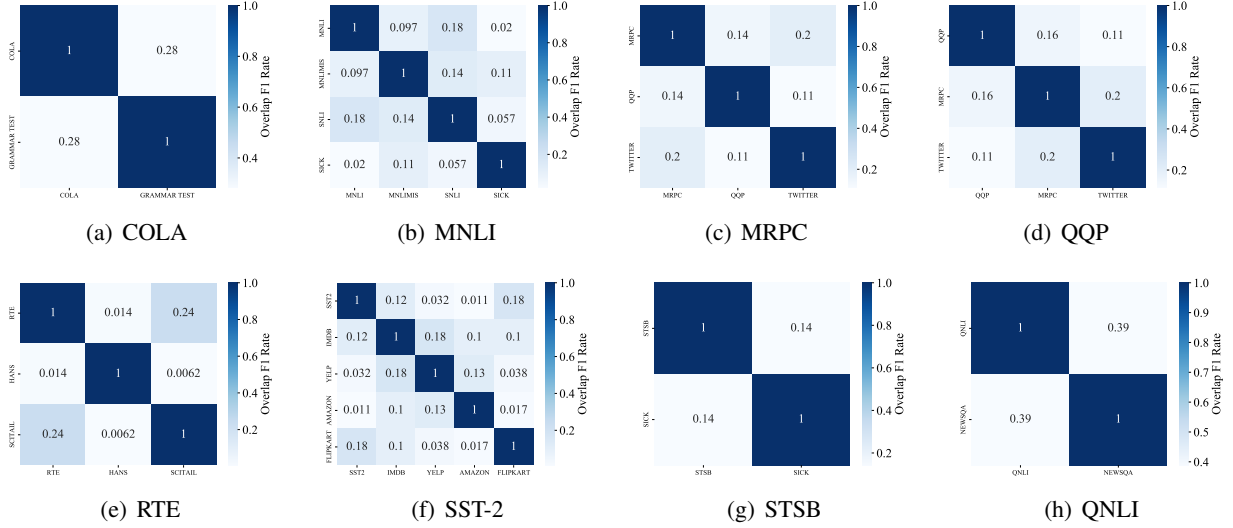 COLA 1 0.28
GRAMMAR TEST 0.28 1
COLA GRAMMAR TEST
1.0
0.8
0.6
0.4
Overlap F1 Rate
(a) COLA
MNLI 1 0.097 0.18 0.02
MNLIMIS 0.097 1 0.14 0.11
SNLI 0.18 0.14 1 0.057
SICK 0.02 0.11 0.057 1
MNLI MNLIMIS SNLI SICK
1.0
0.8
0.6
0.4
0.2
Overlap F1 Rate
(b) MNLI
MRPC 1 0.14 0.2
QQP 0.14 1 0.11
TWITTER 0.2 0.11 1
MRPC QQP TWITTER
1.0
0.8
0.6
0.4
0.2
Overlap F1 Rate
(c) MRPC
QQP 1 0.16 0.11
MRPC 0.16 1 0.2
TWITTER 0.11 0.2 1
QQP MRPC TWITTER
1.0
0.8
0.6
0.4
0.2
Overlap F1 Rate
(d) QQP
RTE 1 0.014 0.24
HANS 0.014 1 0.0062
SCITAIL 0.24 0.0062 1
RTE HANS SCITAIL
1.0
0.8
0.6
0.4
0.2
Overlap F1 Rate
(e) RTE
SST2 1 0.12 0.032 0.011 0.18
IMDB 0.12 1 0.18 0.1 0.1
YELP 0.032 0.18 1 0.13 0.038
AMAZON 0.011 0.1 0.13 1 0.017
FLIPKART 0.18 0.1 0.038 0.017 1
SST2 IMDB YELP AMAZON FLIPKART
1.0
0.8
0.6
0.4
0.2
Overlap F1 Rate
(f) SST-2
STSB 1 0.14
SICK 0.14 1
STSB SICK
1.0
0.8
0.6
0.4
0.2
Overlap F1 Rate
(g) STSB
QNLI 1 0.39
NEWSQA 0.39 1
QNLI NEWSQA
1.0
0.9
0.8
0.7
0.6
0.5
0.4
Overlap F1 Rate
(h) QNLI